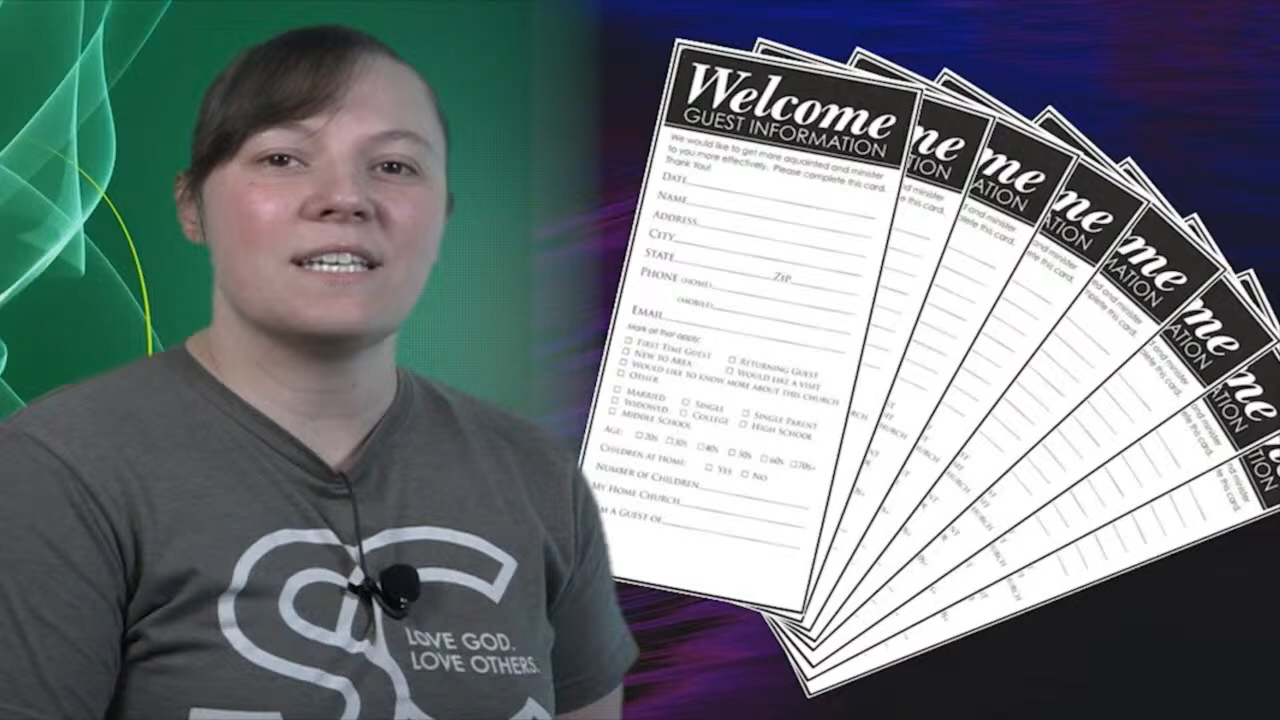 SC
LOVE GOD.
LOVE OTHERS.
Welcome
GUEST INFORMATION
We would like to get more aquainted and minister
to you more effectively. Please complete this card.
Thank You!
DATE
NAME
ADDRESS
CITY
STATE ZIP
PHONE (HOME)
(MOBILE)
EMAIL
Mark all that apply:
FIRST TIME GUEST RETURNING GUEST
NEW TO AREA WOULD LIKE A VISIT
WOULD LIKE TO KNOW MORE ABOUT THIS CHURCH
OTHER
MARRIED SINGLE SINGLE PARENT
WIDOWED COLLEGE HIGH SCHOOL
MIDDLE SCHOOL
AGE: 20s 30s 40s 50s 60s 70s+
CHILDREN AT HOME: YES NO
NUMBER OF CHILDREN
MY HOME CHURCH
M A GUEST OF